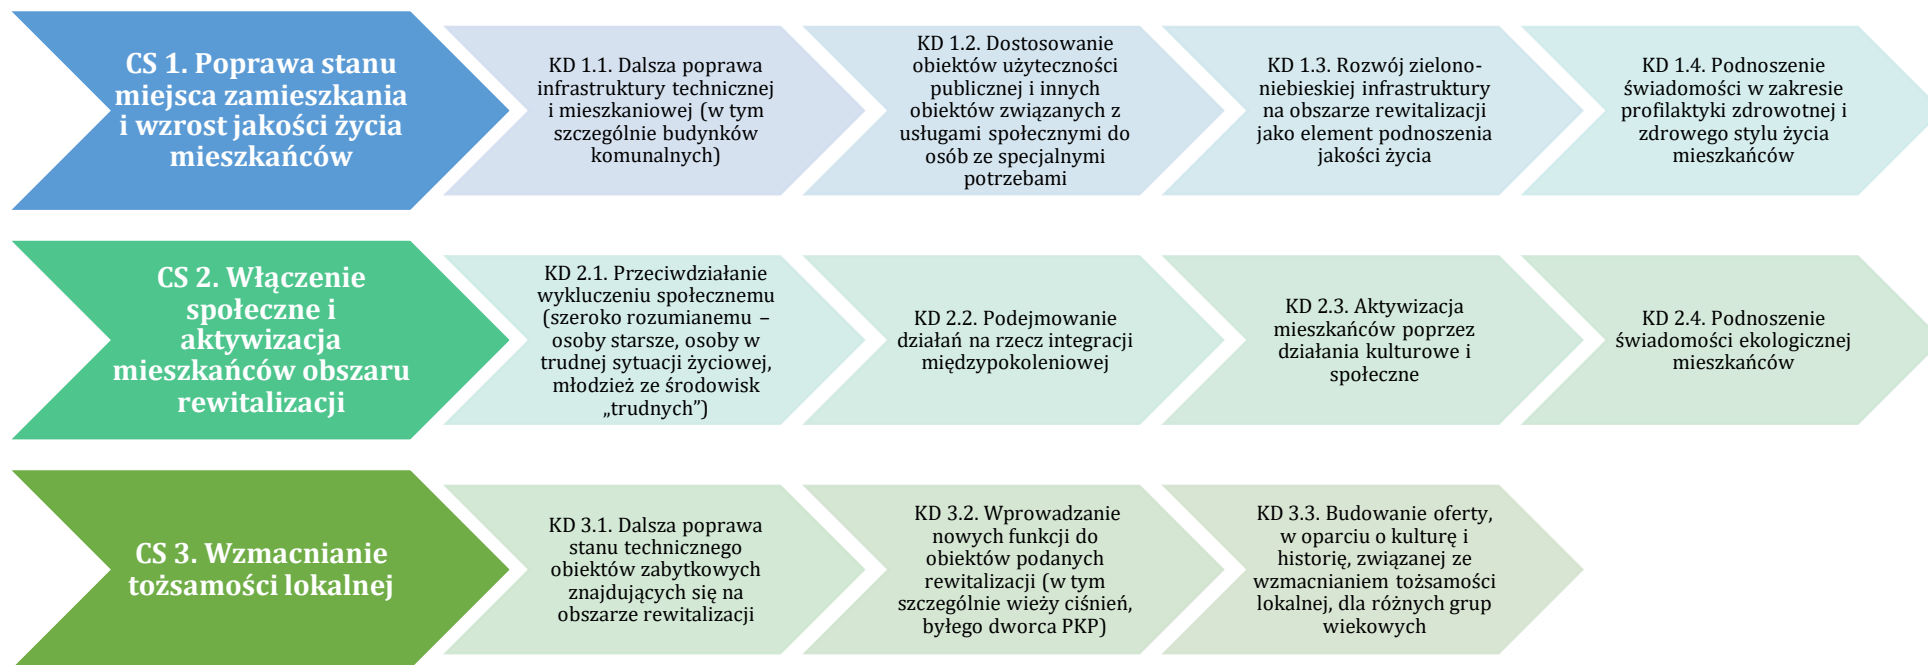 CS 1. Poprawa stanu
miejsca zamieszkania
i wzrost jakości życia
mieszkańców
KD 1.1. Dalsza poprawa
infrastruktury technicznej
i mieszkaniowej (w tym
szczególnie budynków
komunalnych)
KD 1.2. Dostosowanie
obiektów użyteczności
publicznej i innych
obiektów związanych z
usługami społecznymi do
osób ze specjalnymi
potrzebami
KD 1.3. Rozwój zielono-
niebieskiej infrastruktury
na obszarze rewitalizacji
jako element podnoszenia
jakości życia
KD 1.4. Podnoszenie
świadomości w zakresie
profilaktyki zdrowotnej i
zdrowego stylu życia
mieszkańców
CS 2. Włączenie
społeczne i
aktywizacja
mieszkańców obszaru
rewitalizacji
KD 2.1. Przeciwdziałanie
wykluczeniu społecznemu
(szeroko rozumianemu –
osoby starsze, osoby w
trudnej sytuacji życiowej,
młodzież ze środowisk
„trudnych”)
KD 2.2. Podejmowanie
działań na rzecz integracji
międzypokoleniowej
KD 2.3. Aktywizacja
mieszkańców poprzez
działania kulturowe i
społeczne
KD 2.4. Podnoszenie
świadomości ekologicznej
mieszkańców
CS 3. Wzmacnianie
tożsamości lokalnej
KD 3.1. Dalsza poprawa
stanu technicznego
obiektów zabytkowych
znajdujących się na
obszarze rewitalizacji
KD 3.2. Wprowadzanie
nowych funkcji do
obiektów podanych
rewitalizacji (w tym
szczególnie wieży ciśnień,
byłego dworca PKP)
KD 3.3. Budowanie oferty,
w oparciu o kulturę i
historię, związanej ze
wzmacnianiem tożsamości
lokalnej, dla różnych grup
wiekowych